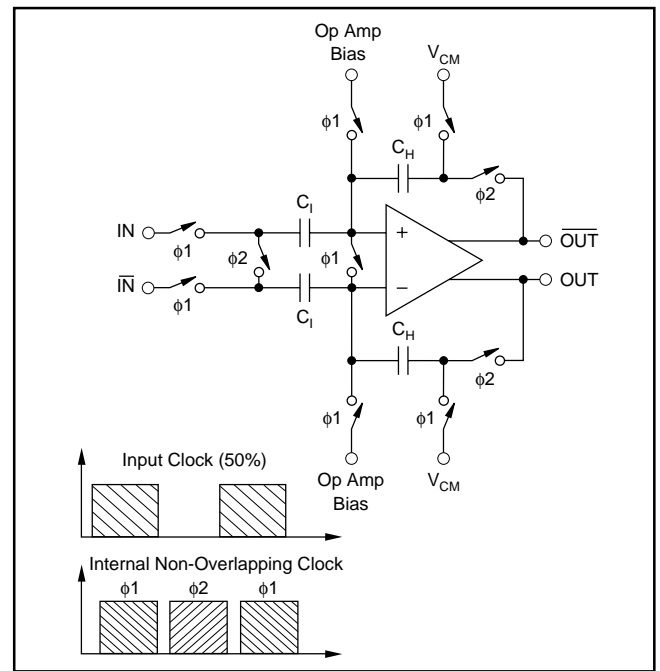 Op Amp
Bias
V_CM
φ1
φ1
C_H
φ2
C_I
IN
φ1
φ2
φ1
+
OUT̅
IN̅
φ1
–
OUT
C_I
C_H
φ2
φ1
φ1
Op Amp
Bias
V_CM
Input Clock (50%)
Internal Non-Overlapping Clock
φ1 φ2 φ1